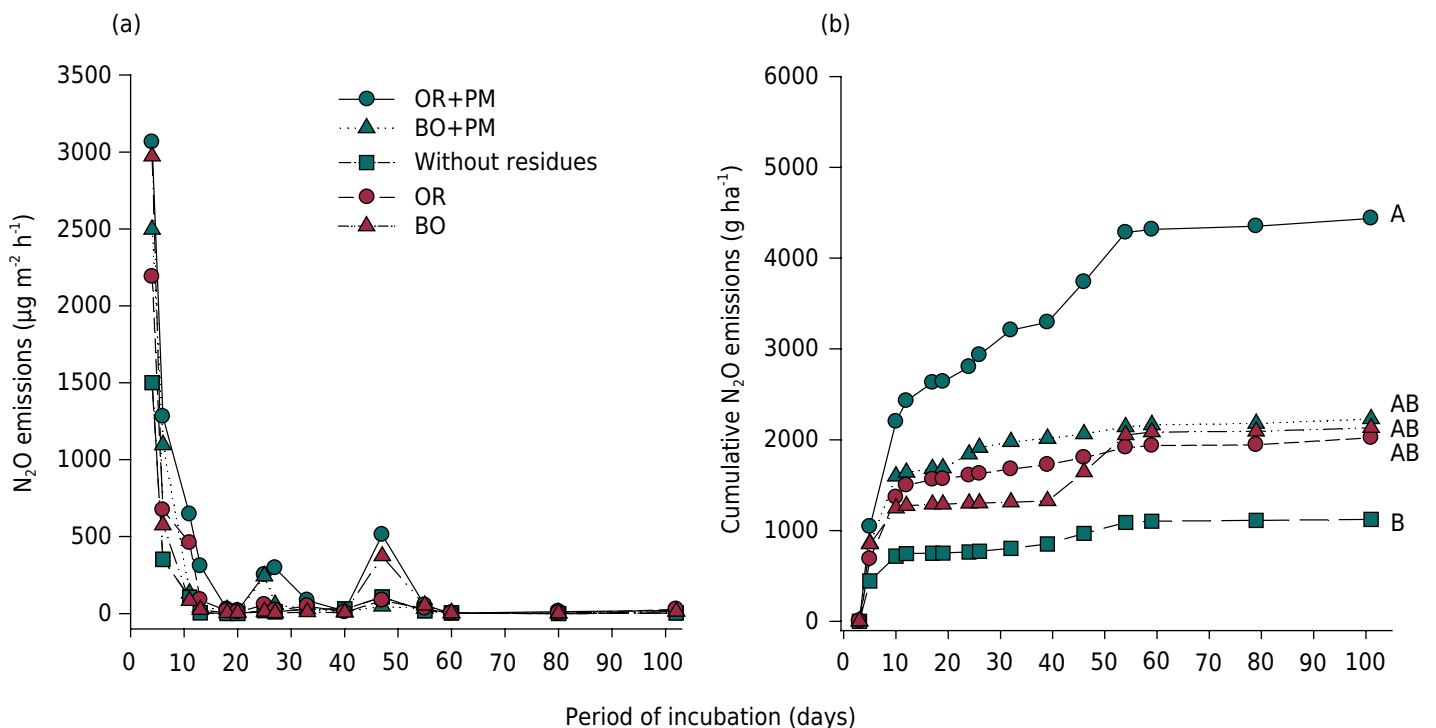 (a)
3500
3000
2500
2000
1500
1000
500
0
N₂O emissions (µg m⁻² h⁻¹)
OR+PM
BO+PM
Without residues
OR
BO
0 10 20 30 40 50 60 70 80 90 100
(b)
6000
5000
4000
3000
2000
1000
0
Cumulative N₂O emissions (g ha⁻¹)
A
AB
AB
AB
B
0 10 20 30 40 50 60 70 80 90 100
Period of incubation (days)